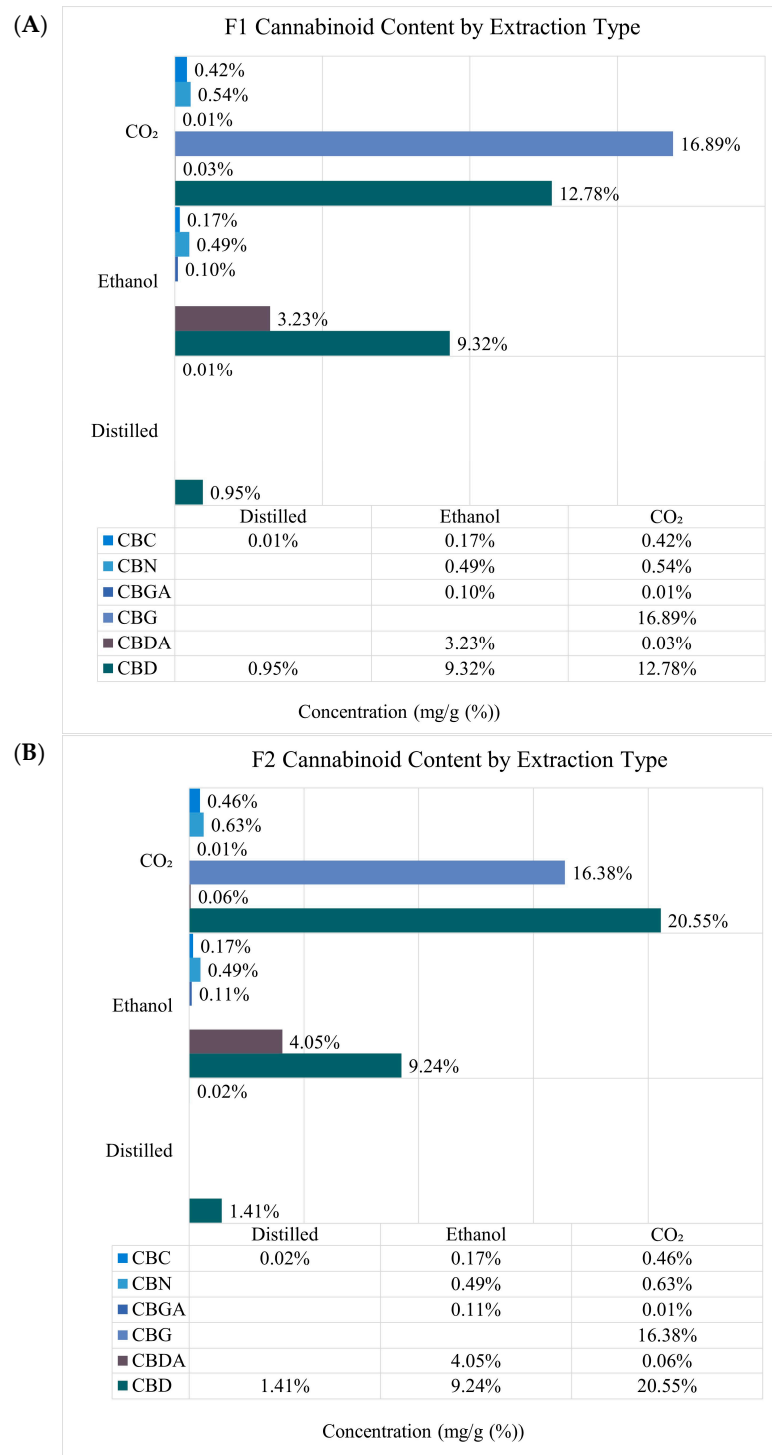 (A)
F1 Cannabinoid Content by Extraction Type
0.42%
0.54%
CO₂
0.01%
16.89%
0.03%
12.78%
0.17%
0.49%
Ethanol
0.10%
3.23%
9.32%
0.01%
Distilled
0.95%
Distilled Ethanol CO₂
CBC 0.01% 0.17% 0.42%
CBN 0.49% 0.54%
CBGA 0.10% 0.01%
CBG 16.89%
CBDA 3.23% 0.03%
CBD 0.95% 9.32% 12.78%
Concentration (mg/g (%))
(B)
F2 Cannabinoid Content by Extraction Type
0.46%
0.63%
CO₂
0.01%
16.38%
0.06%
20.55%
0.17%
0.49%
Ethanol
0.11%
4.05%
9.24%
0.02%
Distilled
1.41%
Distilled Ethanol CO₂
CBC 0.02% 0.17% 0.46%
CBN 0.49% 0.63%
CBGA 0.11% 0.01%
CBG 16.38%
CBDA 4.05% 0.06%
CBD 1.41% 9.24% 20.55%
Concentration (mg/g (%))